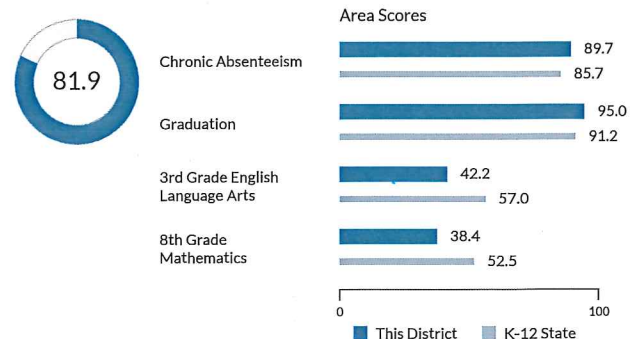 81.9
Area Scores
Chronic Absenteeism
89.7
85.7
Graduation
95.0
91.2
3rd Grade English
Language Arts
42.2
57.0
8th Grade
Mathematics
38.4
52.5
0
100
This District
K-12 State